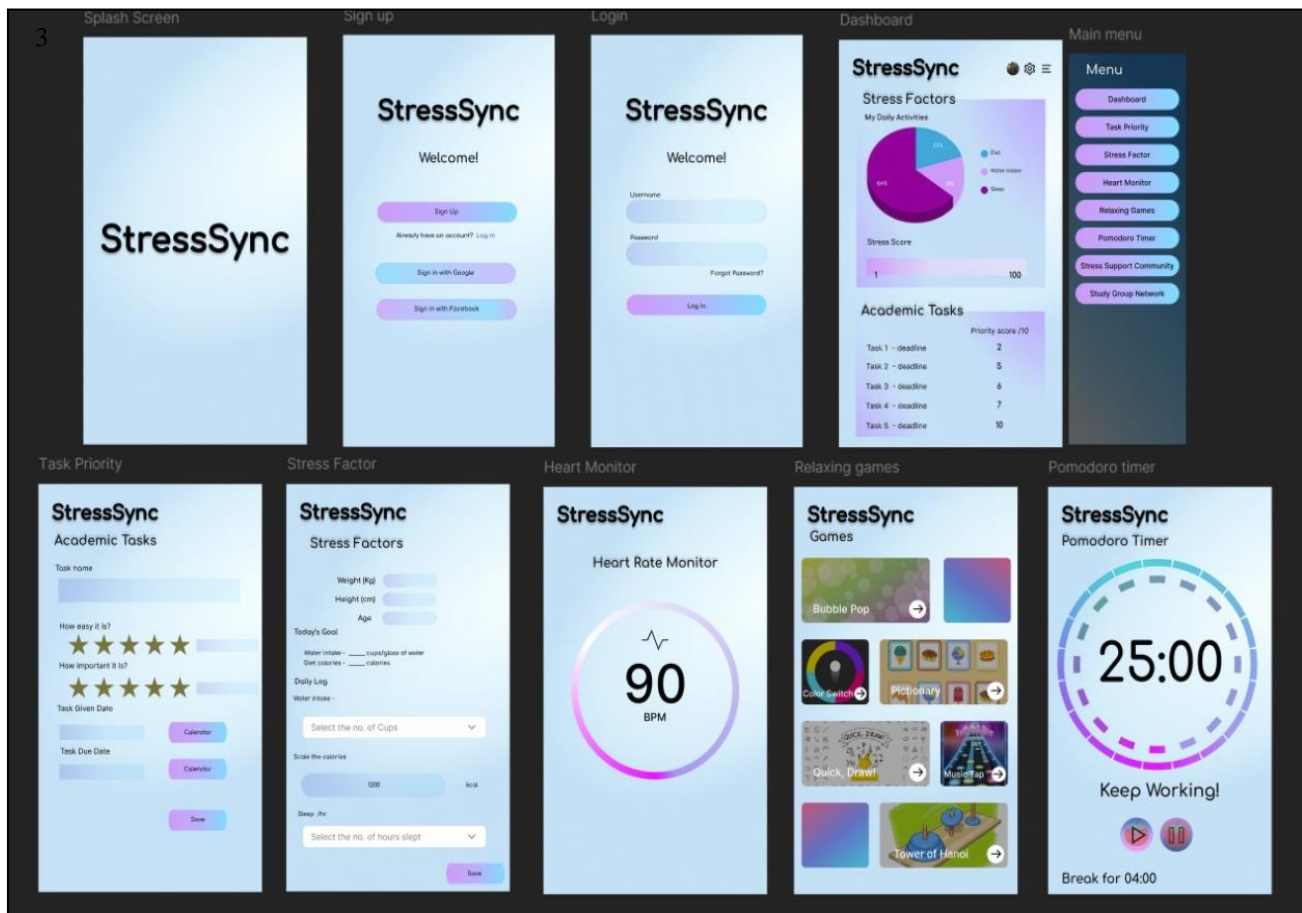 3
Splash Screen
StressSync
Sign up
StressSync
Welcome!
Sign Up
Already have an account? Log in
Sign in with Google
Sign in with Facebook
Login
StressSync
Welcome!
Username
Password
Forgot Password?
Log in
Dashboard
StressSync
Stress Factors
My Daily Activities
64%
Diet
Water intake
Sleep
Stress Score
1 100
Academic Tasks
Priority score /10
Task 1 - deadline 2
Task 2 - deadline 5
Task 3 - deadline 6
Task 4 - deadline 7
Task 5 - deadline 10
Main menu
Menu
Dashboard
Task Priority
Stress Factor
Heart Monitor
Relaxing Games
Pomodoro Timer
Stress Support Community
Study Group Network
Task Priority
StressSync
Academic Tasks
Task name
How easy it is?
How important it is?
Task Given Date
Calendar
Task Due Date
Calendar
Save
Stress Factor
StressSync
Stress Factors
Weight (Kg)
Height (cm)
Age
Today's Goal
Water Intake - ____ cups/glass of water
Diet calories - ____ calories
Daily Log
Water intake -
Select the no. of Cups
Scale the calories
1200 kcal
Sleep /hr
Select the no. of hours slept
Save
Heart Monitor
StressSync
Heart Rate Monitor
90
BPM
Relaxing games
StressSync
Games
Bubble Pop
Color Switch
Pictionary
QUICK, DRAW!
Quick, Draw!
Music Tap
Tower of Hanoi
Pomodoro timer
StressSync
Pomodoro Timer
25:00
Keep Working!
Break for 04:00